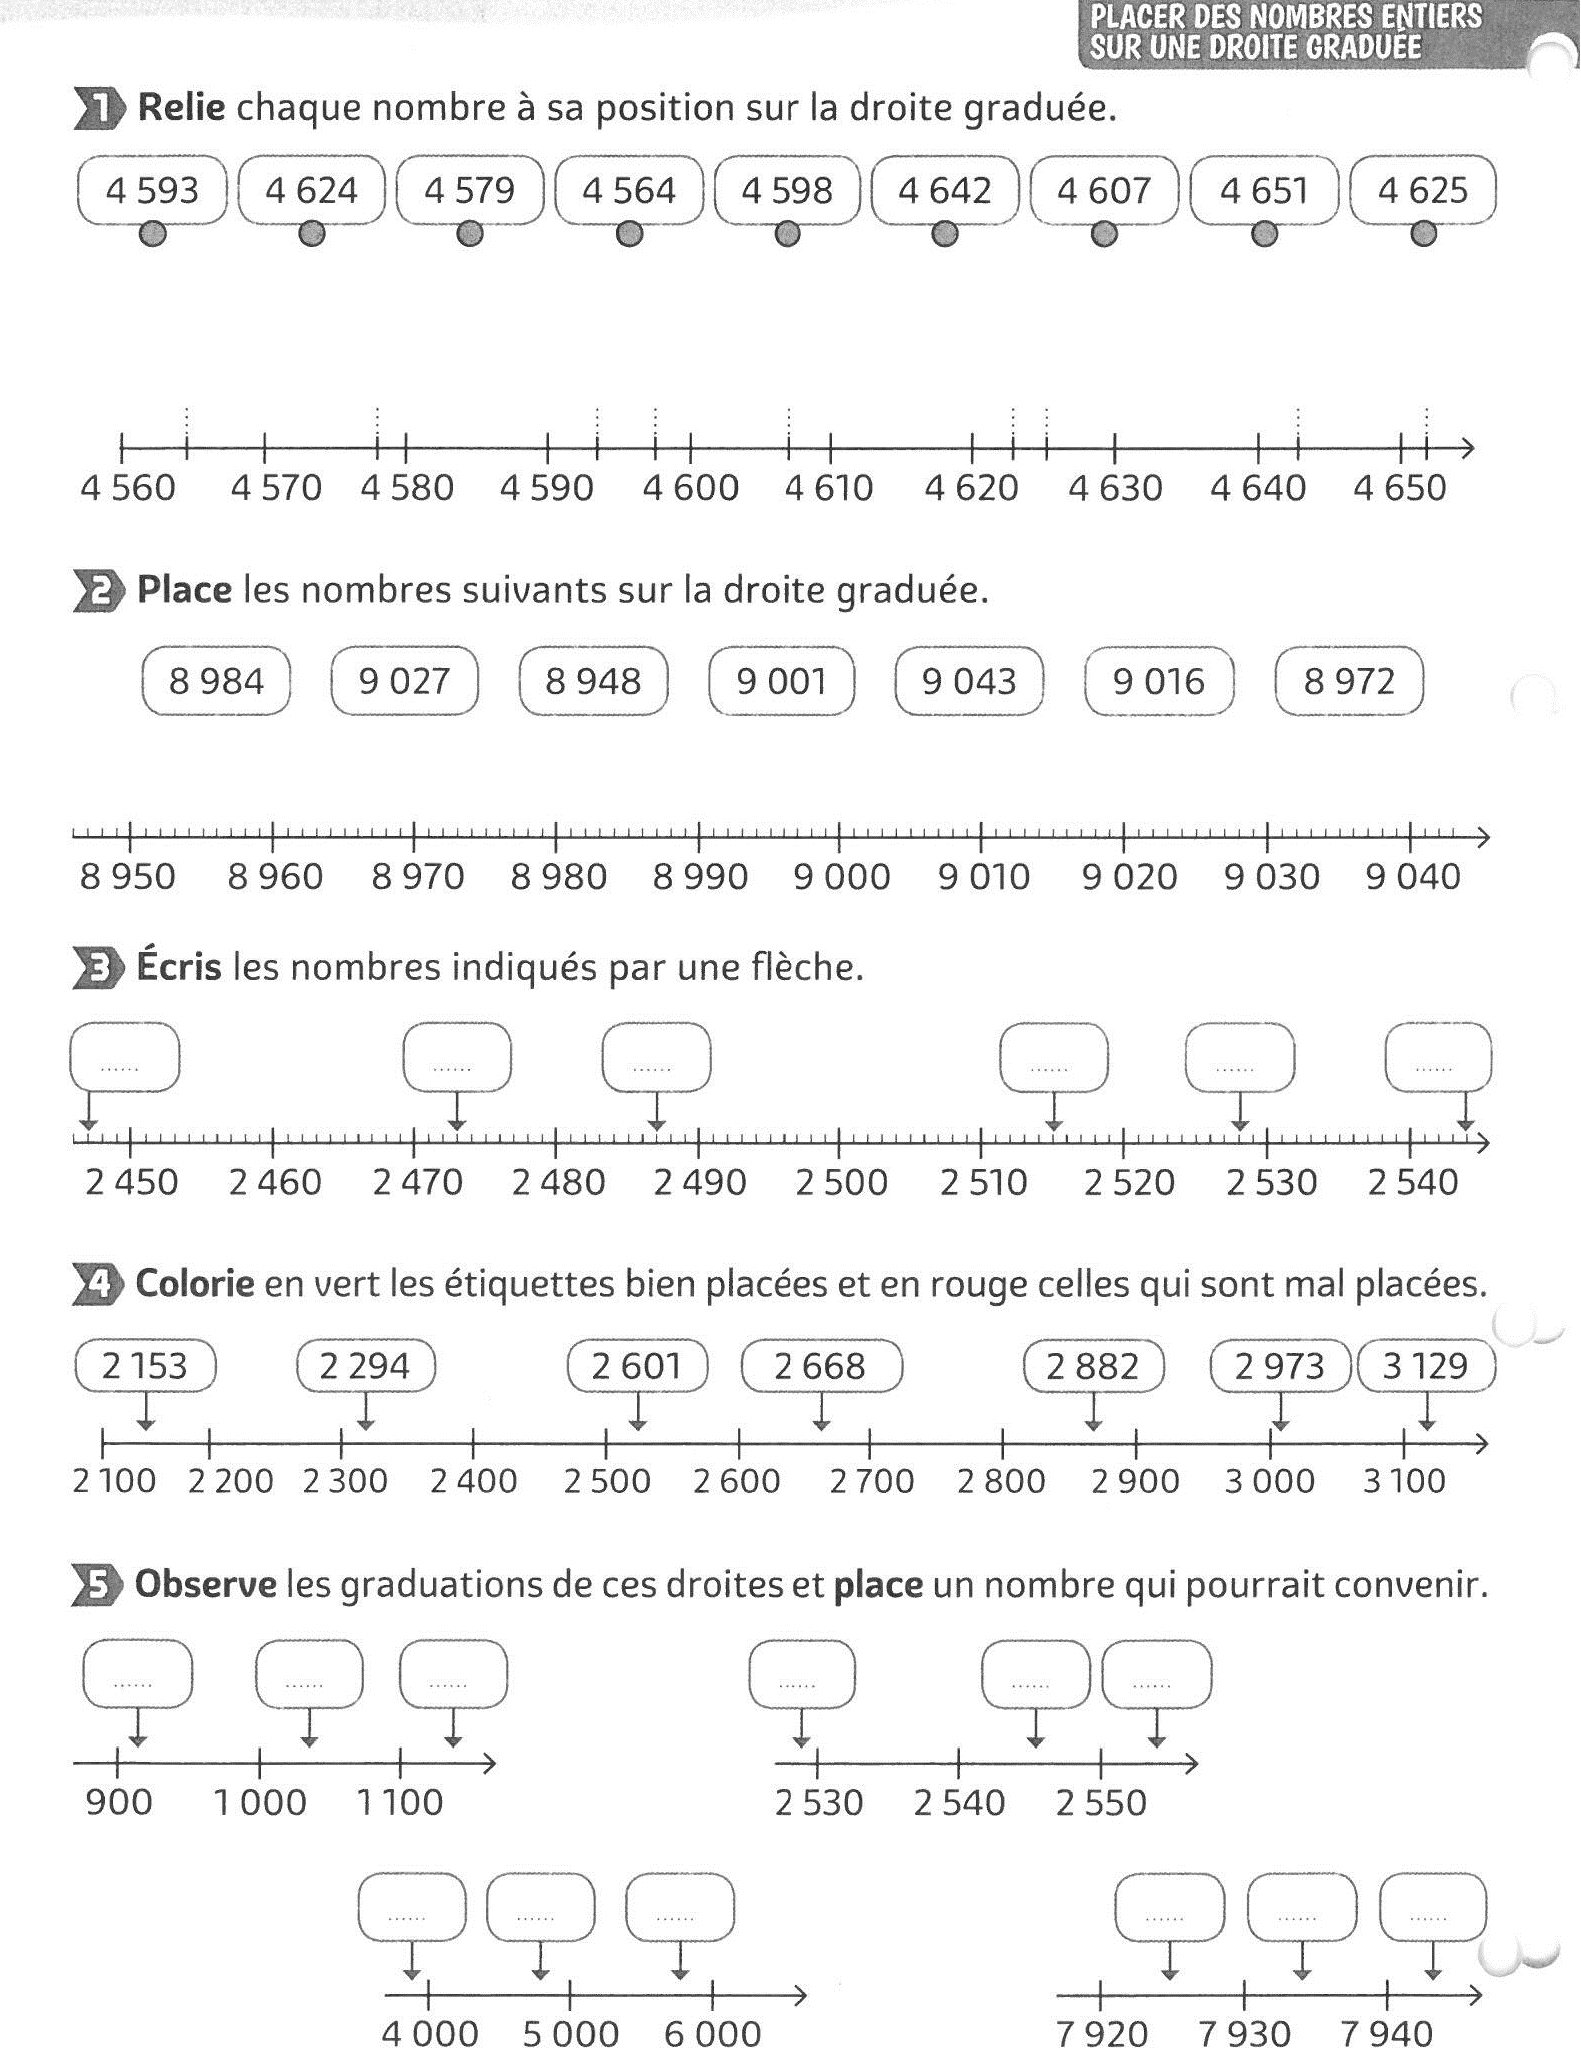 PLACER DES NOMBRES ENTIERS
SUR UNE DROITE GRADUÉE
1 Relie chaque nombre à sa position sur la droite graduée.
4 593 4 624 4 579 4 564 4 598 4 642 4 607 4 651 4 625
4 560 4 570 4 580 4 590 4 600 4 610 4 620 4 630 4 640 4 650
2 Place les nombres suivants sur la droite graduée.
8 984 9 027 8 948 9 001 9 043 9 016 8 972
8 950 8 960 8 970 8 980 8 990 9 000 9 010 9 020 9 030 9 040
3 Écris les nombres indiqués par une flèche.
...... ...... ...... ...... ...... ......
2 450 2 460 2 470 2 480 2 490 2 500 2 510 2 520 2 530 2 540
4 Colorie en vert les étiquettes bien placées et en rouge celles qui sont mal placées.
2 153 2 294 2 601 2 668 2 882 2 973 3 129
2 100 2 200 2 300 2 400 2 500 2 600 2 700 2 800 2 900 3 000 3 100
5 Observe les graduations de ces droites et place un nombre qui pourrait convenir.
...... ...... ...... ...... ...... ......
900 1 000 1 100 2 530 2 540 2 550
...... ...... ...... ...... ...... ......
4 000 5 000 6 000 7 920 7 930 7 940